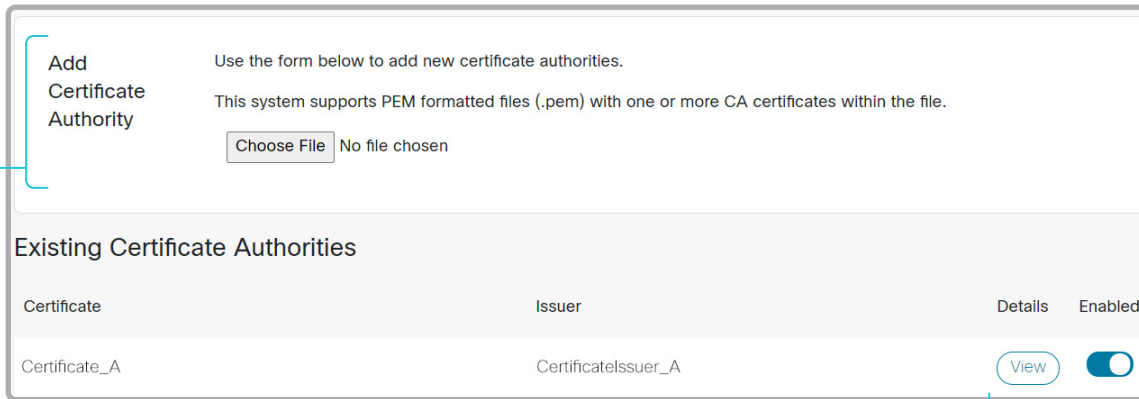 Add
Certificate
Authority
Use the form below to add new certificate authorities.
This system supports PEM formatted files (.pem) with one or more CA certificates within the file.
Choose File No file chosen
Existing Certificate Authorities
Certificate Issuer Details Enabled
Certificate_A CertificateIssuer_A View